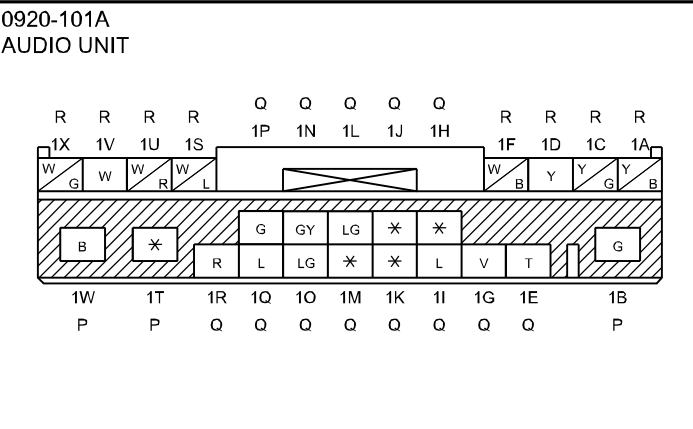 0920-101A
AUDIO UNIT
Q Q Q Q Q
R R R R 1P 1N 1L 1J 1H R R R R
1X 1V 1U 1S 1F 1D 1C 1A
W G W W R W L W B Y Y G Y B
G GY LG * *
B * G
R L LG * * L V T
1W 1T 1R 1Q 1O 1M 1K 1I 1G 1E 1B
P P Q Q Q Q Q Q Q Q P